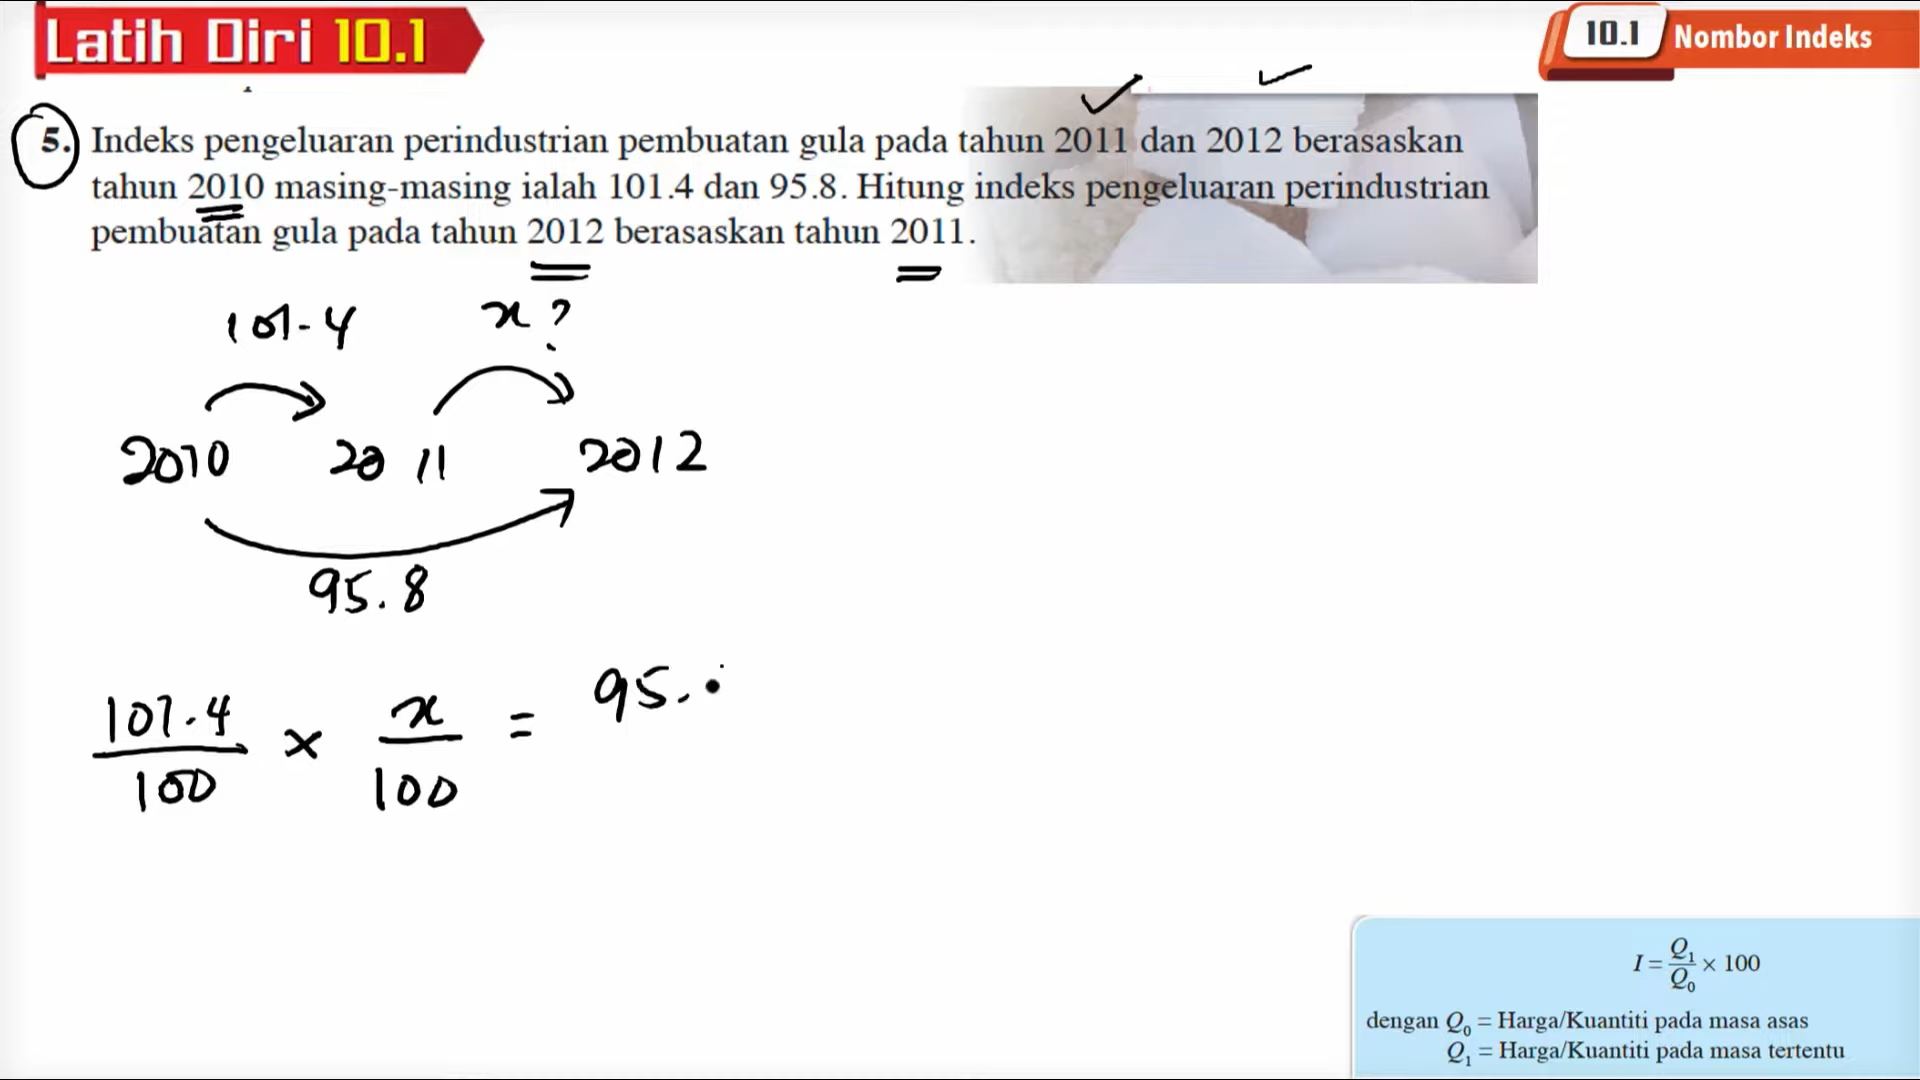 Latih Diri 10.1
10.1 Nombor Indeks
5. Indeks pengeluaran perindustrian pembuatan gula pada tahun 2011 dan 2012 berasaskan
tahun 2010 masing-masing ialah 101.4 dan 95.8. Hitung indeks pengeluaran perindustrian
pembuatan gula pada tahun 2012 berasaskan tahun 2011.
101.4 x ?
2010 2011 2012
95.8
101.4/100 × x/100 = 95.
I = Q₁/Q₀ × 100
dengan Q₀ = Harga/Kuantiti pada masa asas
Q₁ = Harga/Kuantiti pada masa tertentu